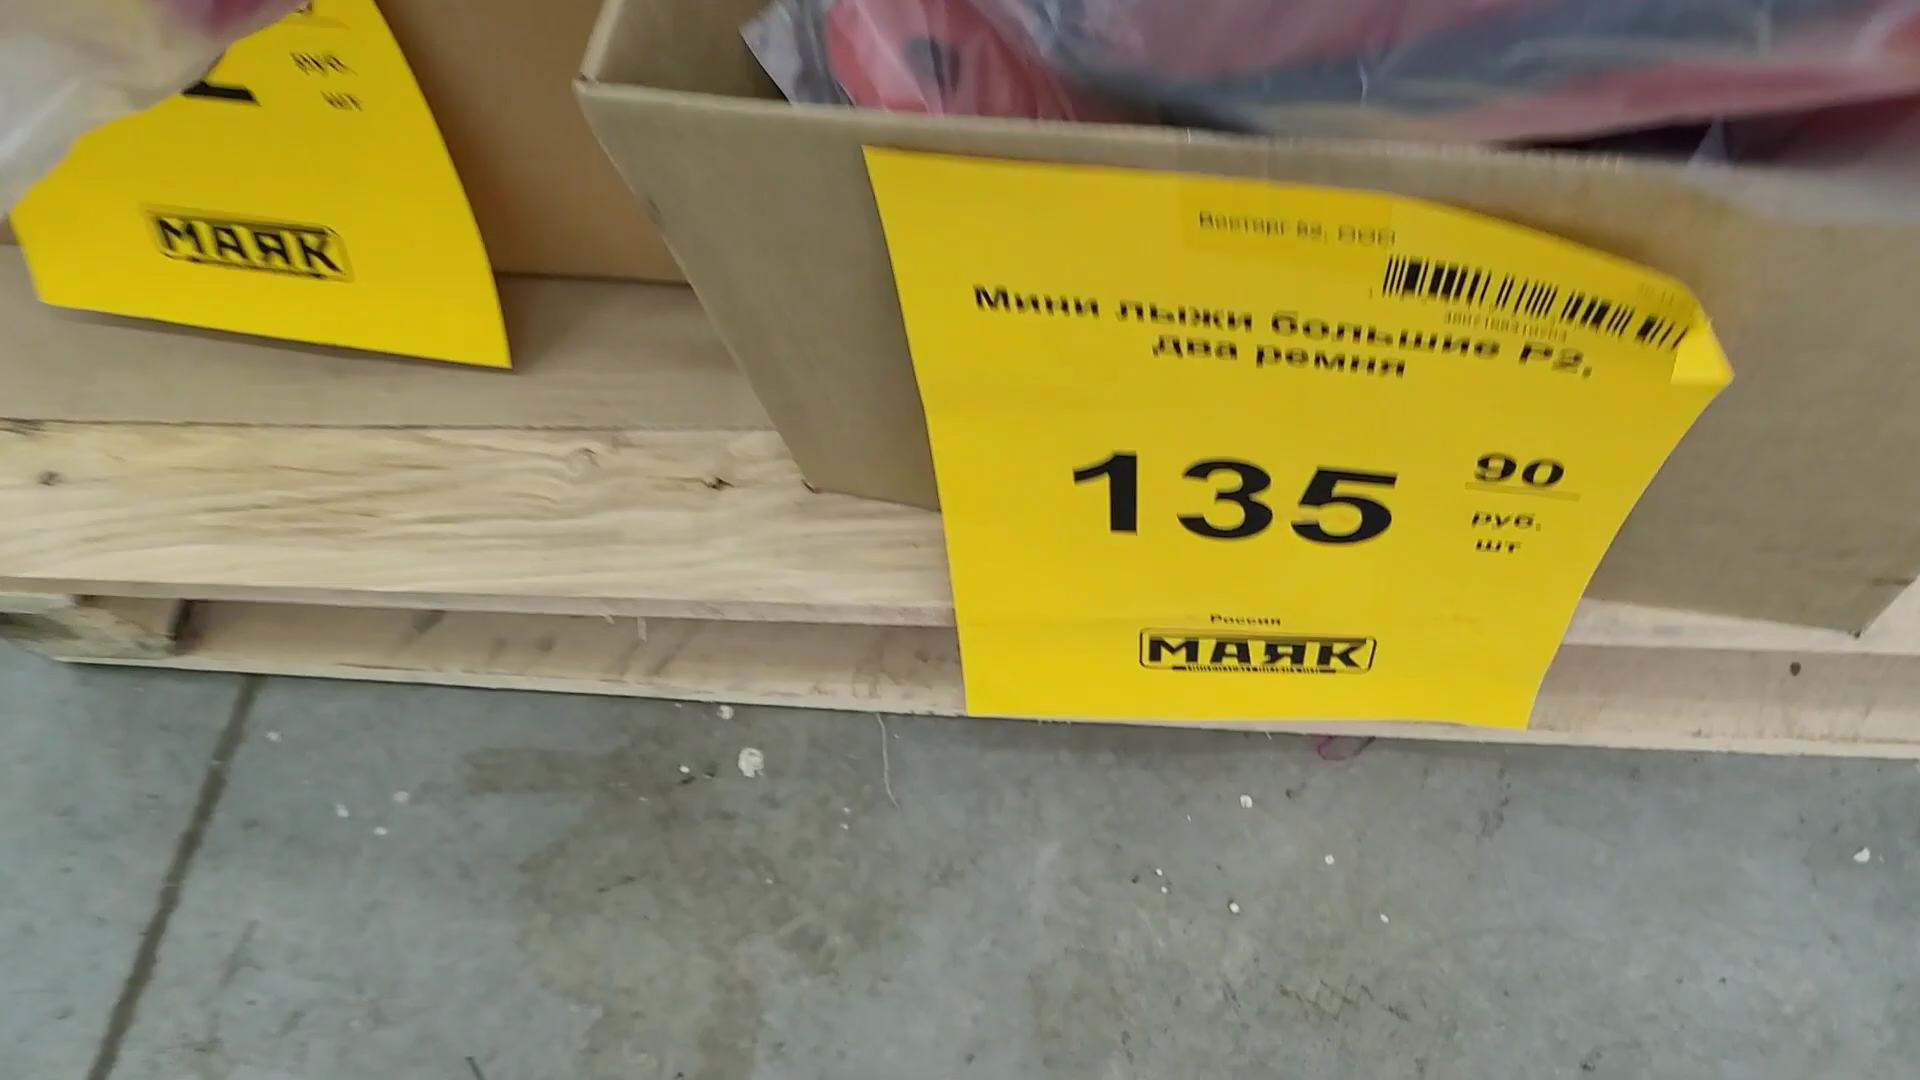 руб.
шт
МАЯК
Мини лыжи большие Р2,
два ремня
135
90
руб.
шт
Россия
МАЯК